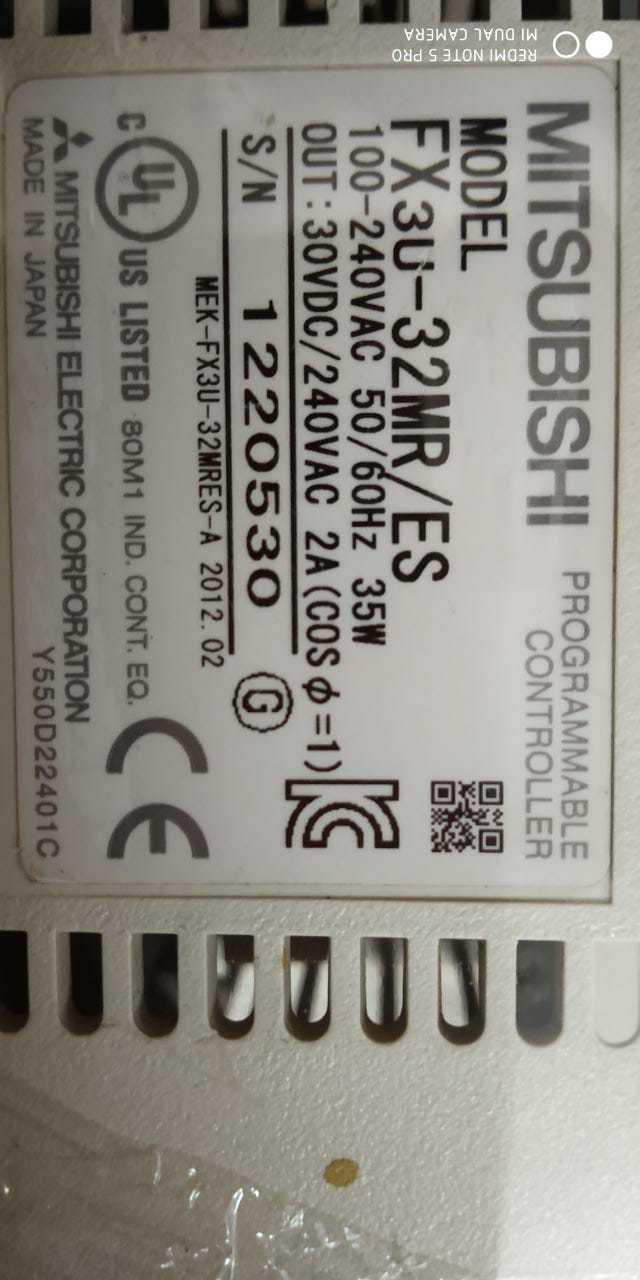 MITSUBISHI
PROGRAMMABLE
CONTROLLER
MODEL
FX3U-32MR/ES
100-240VAC 50/60Hz 35W
OUT:30VDC/240VAC 2A(COSφ=1)
S/N 1220530
G
MEK-FX3U-32MRES-A 2012.02
C UL US LISTED 80M1 IND. CONT. EQ.
CE
MITSUBISHI ELECTRIC CORPORATION
MADE IN JAPAN
Y550D22401C
REDMI NOTE 5 PRO
MI DUAL CAMERA